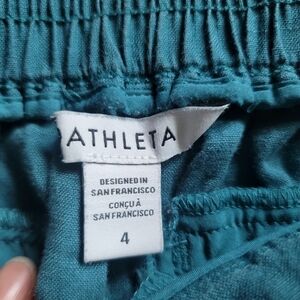 ATHLETA
DESIGNED IN
SAN FRANCISCO
CONÇU À
SAN FRANCISCO
4